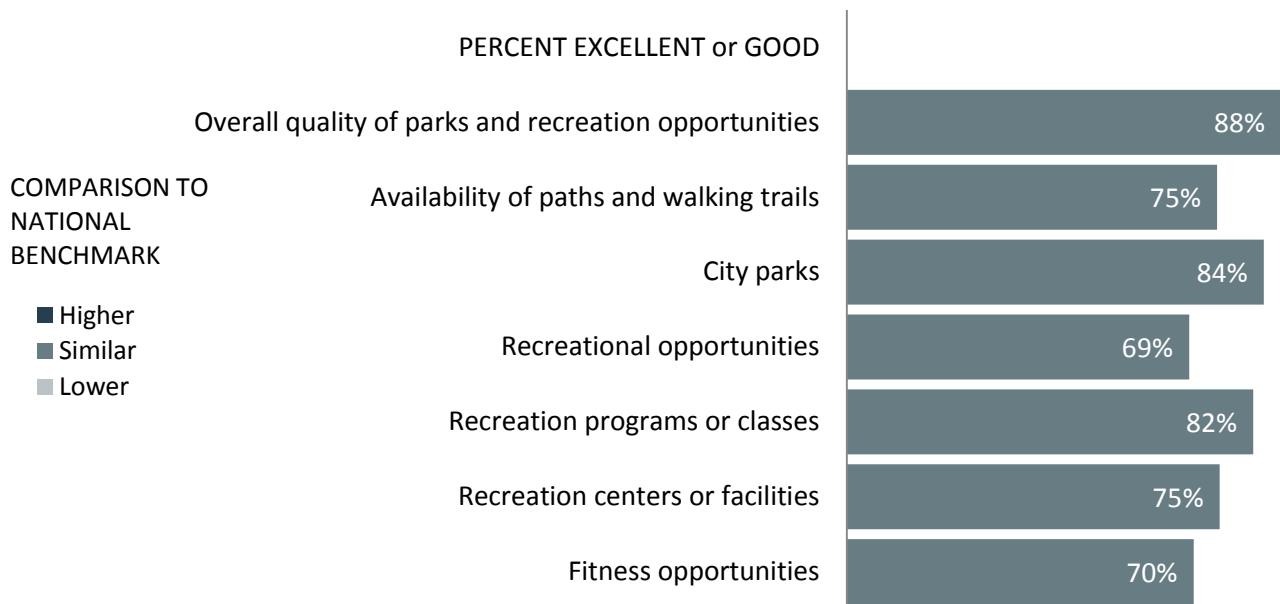 PERCENT EXCELLENT or GOOD
Overall quality of parks and recreation opportunities 88%
Availability of paths and walking trails 75%
City parks 84%
Recreational opportunities 69%
Recreation programs or classes 82%
Recreation centers or facilities 75%
Fitness opportunities 70%
COMPARISON TO
NATIONAL
BENCHMARK
Higher
Similar
Lower